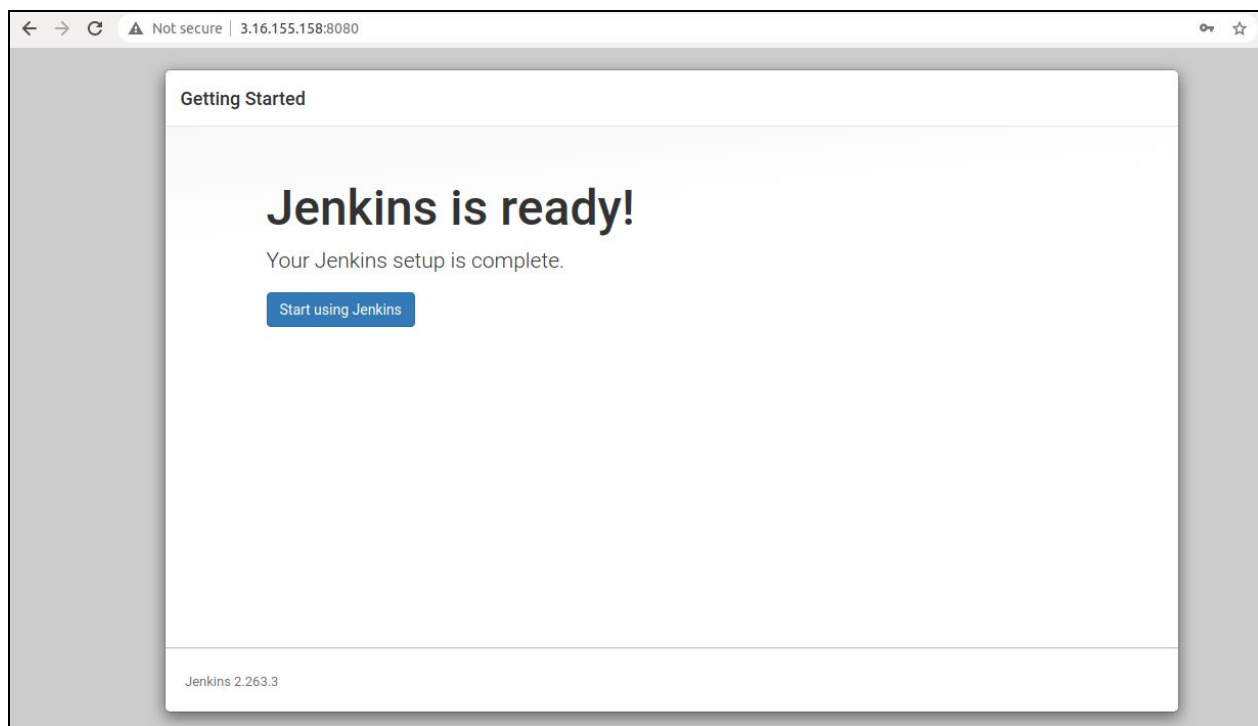 Not secure | 3.16.155.158:8080
Getting Started
Jenkins is ready!
Your Jenkins setup is complete.
Start using Jenkins
Jenkins 2.263.3